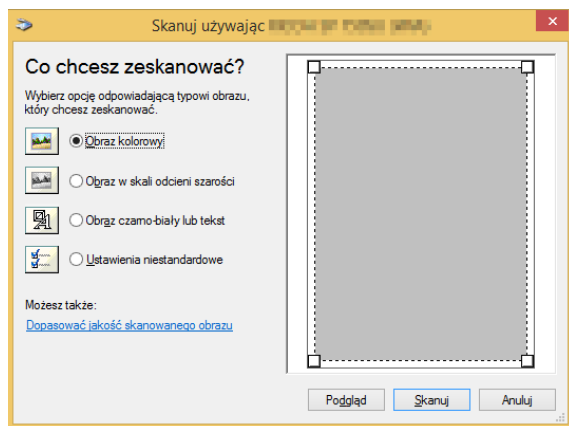 Skanuj używając
Co chcesz zeskanować?
Wybierz opcję odpowiadającą typowi obrazu,
który chcesz zeskanować.
Obraz kolorowy
Obraz w skali odcieni szarości
Obraz czarno-biały lub tekst
Ustawienia niestandardowe
Możesz także:
Dopasować jakość skanowanego obrazu
Podgląd Skanuj Anuluj